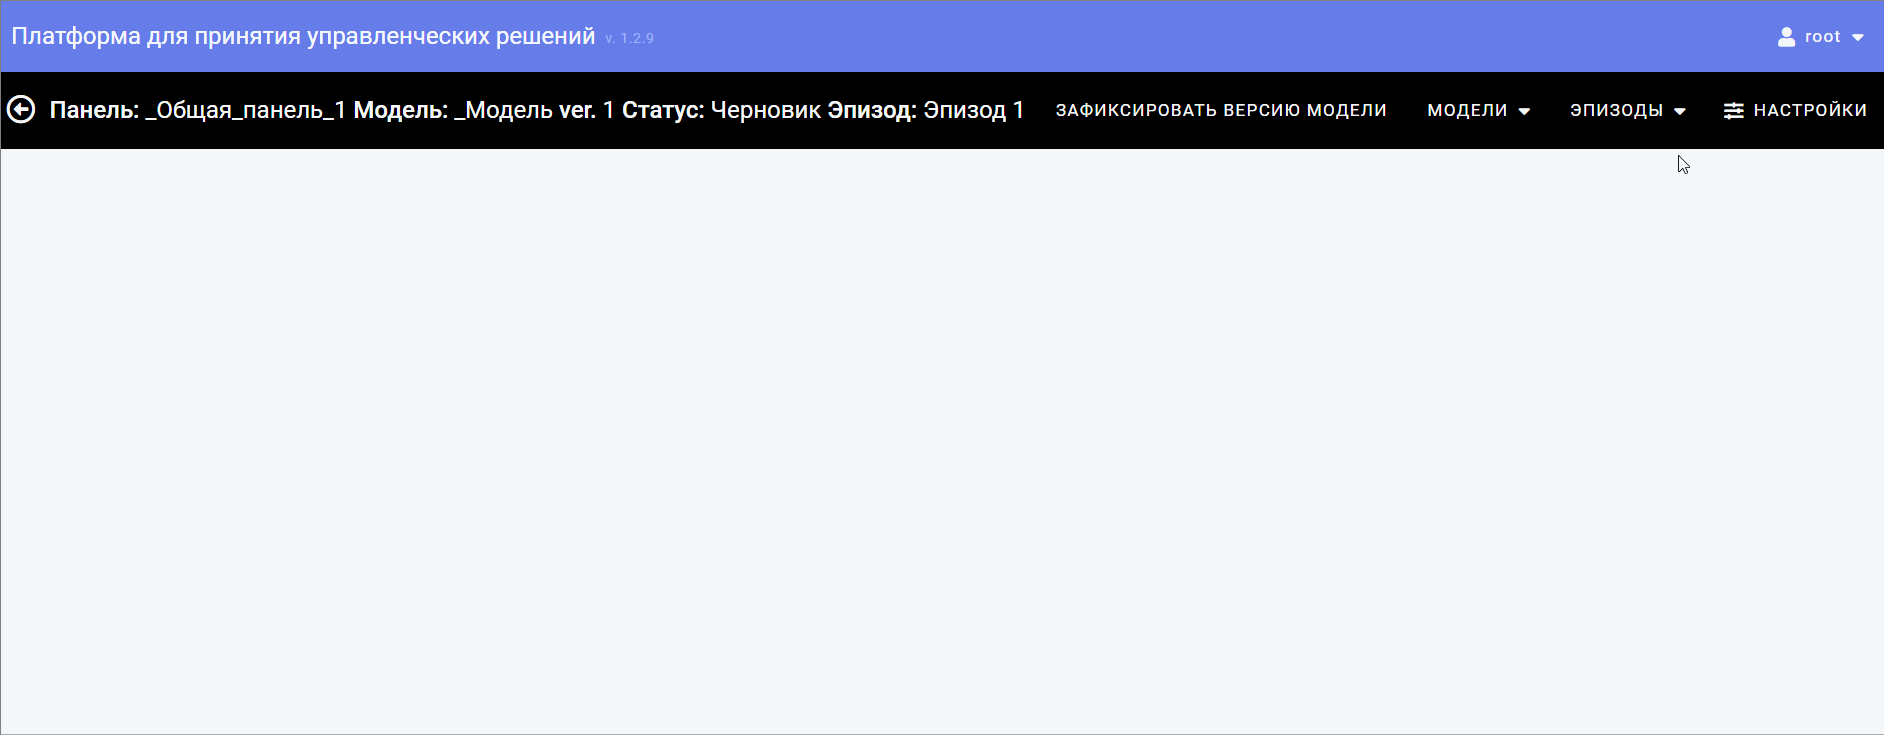 Платформа для принятия управленческих решений v. 1.2.9 root
Панель: _Общая_панель_1 Модель: _Модель ver. 1 Статус: Черновик Эпизод: Эпизод 1 ЗАФИКСИРОВАТЬ ВЕРСИЮ МОДЕЛИ МОДЕЛИ ЭПИЗОДЫ НАСТРОЙКИ